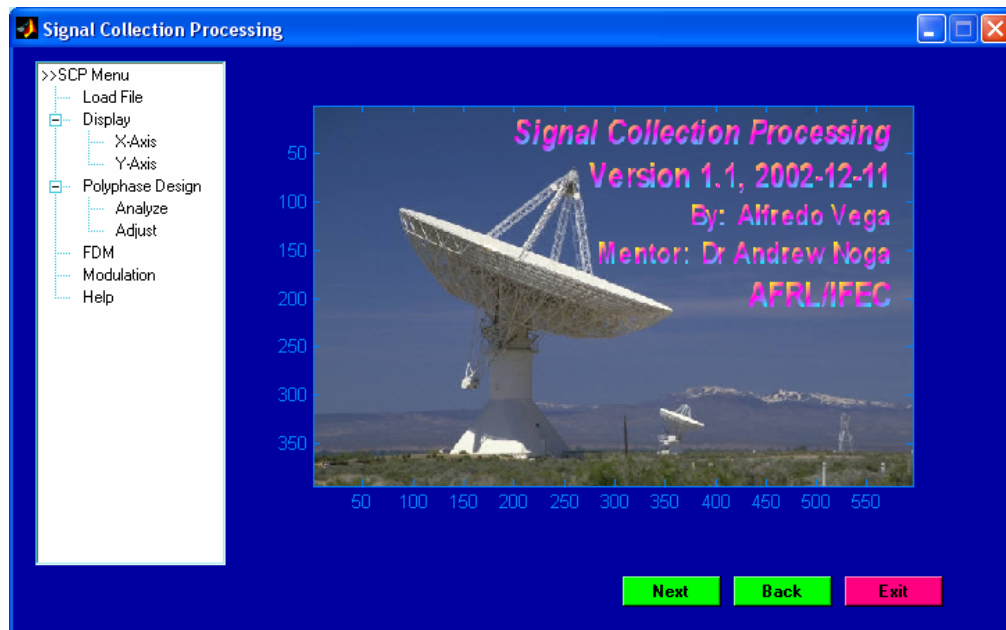 Signal Collection Processing
>>SCP Menu
Load File
Display
X-Axis
Y-Axis
Polyphase Design
Analyze
Adjust
FDM
Modulation
Help
Signal Collection Processing
Version 1.1, 2002-12-11
By: Alfredo Vega
Mentor: Dr Andrew Noga
AFRL/IFEC
50
100
150
200
250
300
350
50 100 150 200 250 300 350 400 450 500 550
Next Back Exit